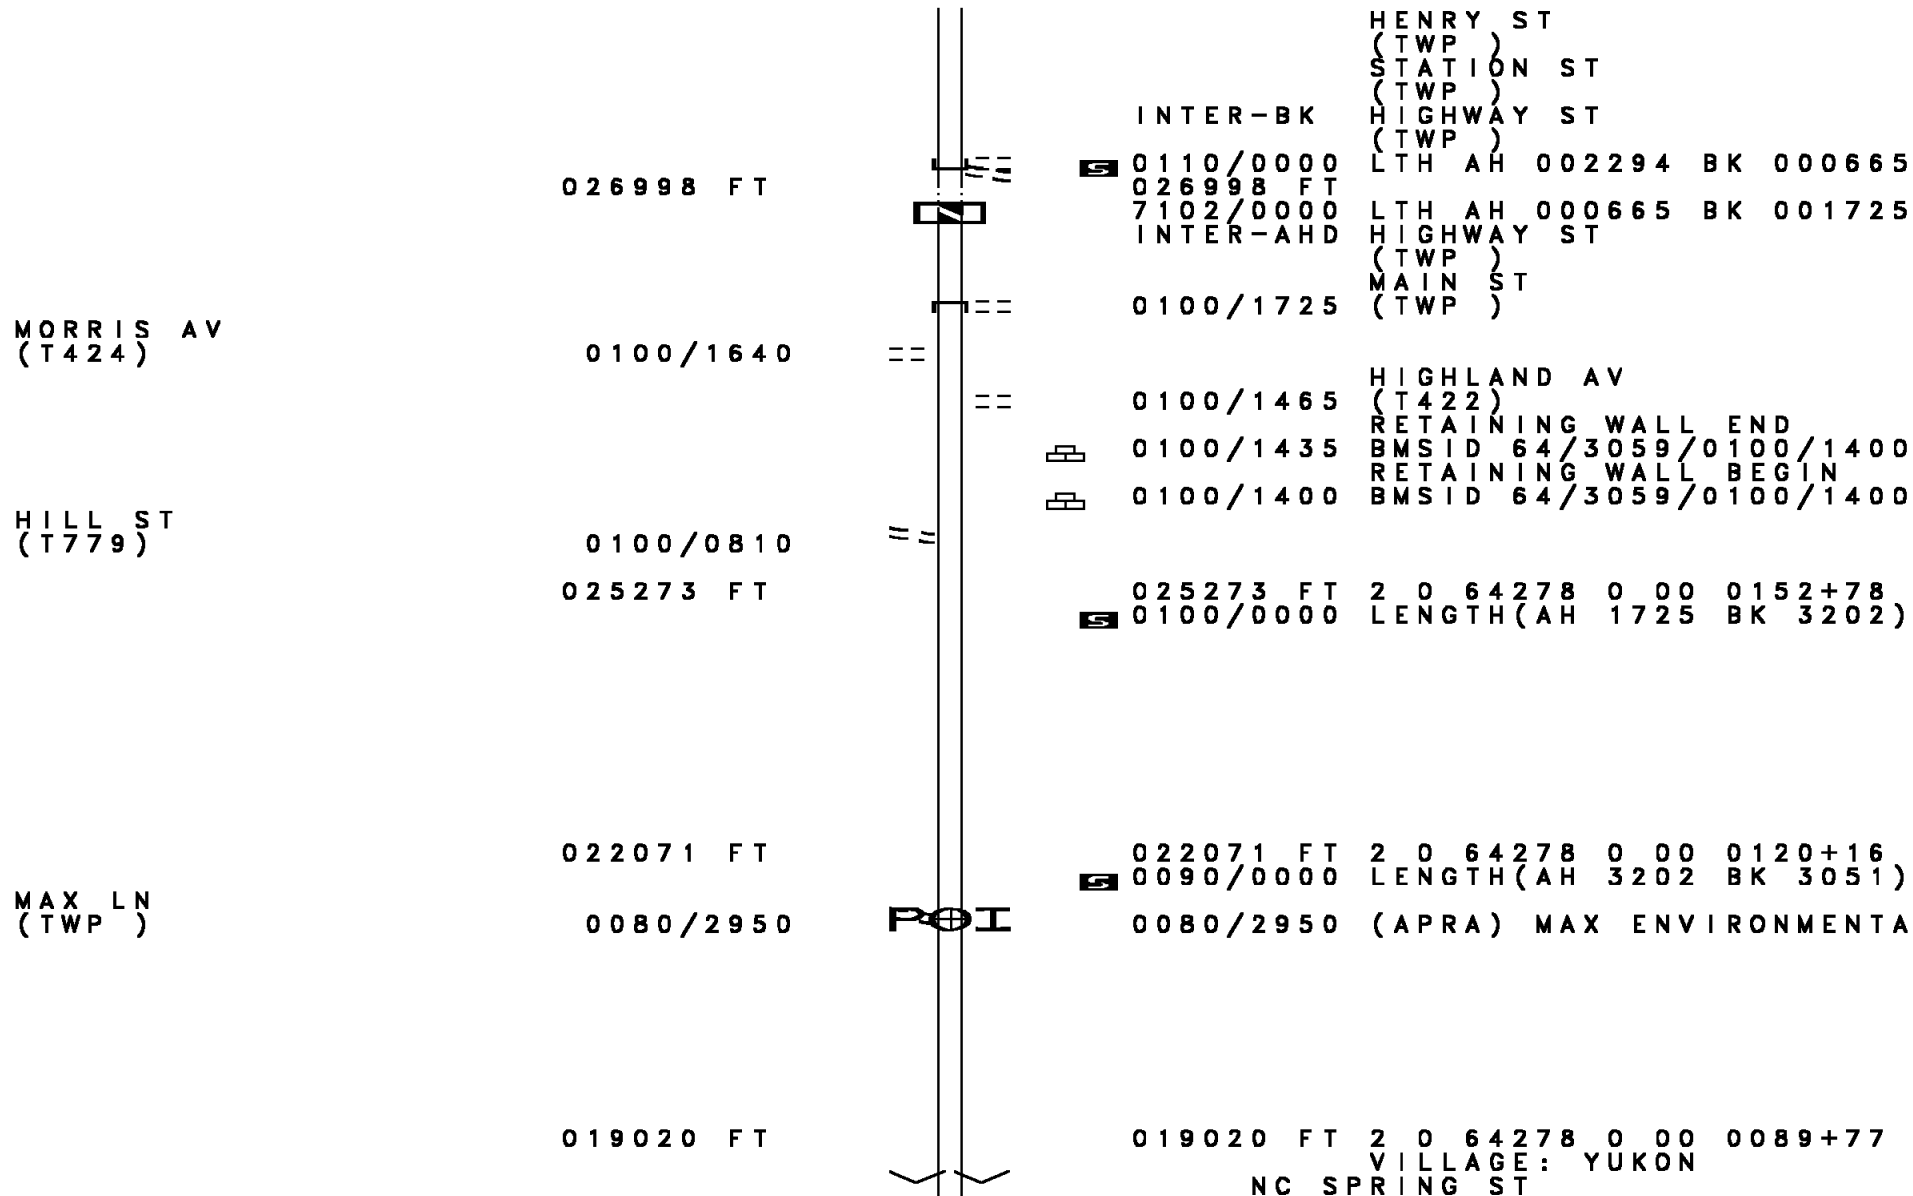 HENRY ST
(TWP )
STATION ST
(TWP )
INTER-BK HIGHWAY ST
(TWP )
S 0110/0000 LTH AH 002294 BK 000665
026998 FT 026998 FT
7102/0000 LTH AH 000665 BK 001725
INTER-AHD HIGHWAY ST
(TWP )
MAIN ST
0100/1725 (TWP )
MORRIS AV
(T424) 0100/1640
HIGHLAND AV
0100/1465 (T422)
RETAINING WALL END
0100/1435 BMSID 64/3059/0100/1400
RETAINING WALL BEGIN
0100/1400 BMSID 64/3059/0100/1400
HILL ST
(T779) 0100/0810
025273 FT 025273 FT 2 0 64278 0 00 0152+78
S 0100/0000 LENGTH(AH 1725 BK 3202)
022071 FT 022071 FT 2 0 64278 0 00 0120+16
S 0090/0000 LENGTH(AH 3202 BK 3051)
MAX LN
(TWP ) 0080/2950 POI 0080/2950 (APRA) MAX ENVIRONMENTA
019020 FT 019020 FT 2 0 64278 0 00 0089+77
VILLAGE: YUKON
NC SPRING ST